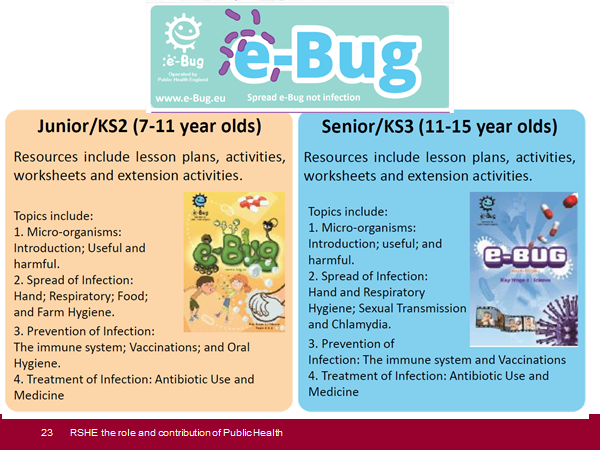 e-Bug
Operated by
Public Health England
www.e-Bug.eu
e-Bug
Spread e-Bug not infection
Junior/KS2 (7-11 year olds)
Resources include lesson plans, activities,
worksheets and extension activities.
Topics include:
1. Micro-organisms:
Introduction; Useful and
harmful.
2. Spread of Infection:
Hand; Respiratory; Food;
and Farm Hygiene.
3. Prevention of Infection:
The immune system; Vaccinations; and Oral
Hygiene.
4. Treatment of Infection: Antibiotic Use and
Medicine
e-Bug
e-Bug
Senior/KS3 (11-15 year olds)
Resources include lesson plans, activities,
worksheets and extension activities.
Topics include:
1. Micro-organisms:
Introduction; useful; and
harmful.
2. Spread of Infection:
Hand and Respiratory
Hygiene; Sexual Transmission
and Chlamydia.
3. Prevention of
Infection: The immune system and Vaccinations
4. Treatment of Infection: Antibiotic Use and
Medicine
e-Bug
e-BUG
Key Stage 3 : Science
23 RSHE the role and contribution of Public Health